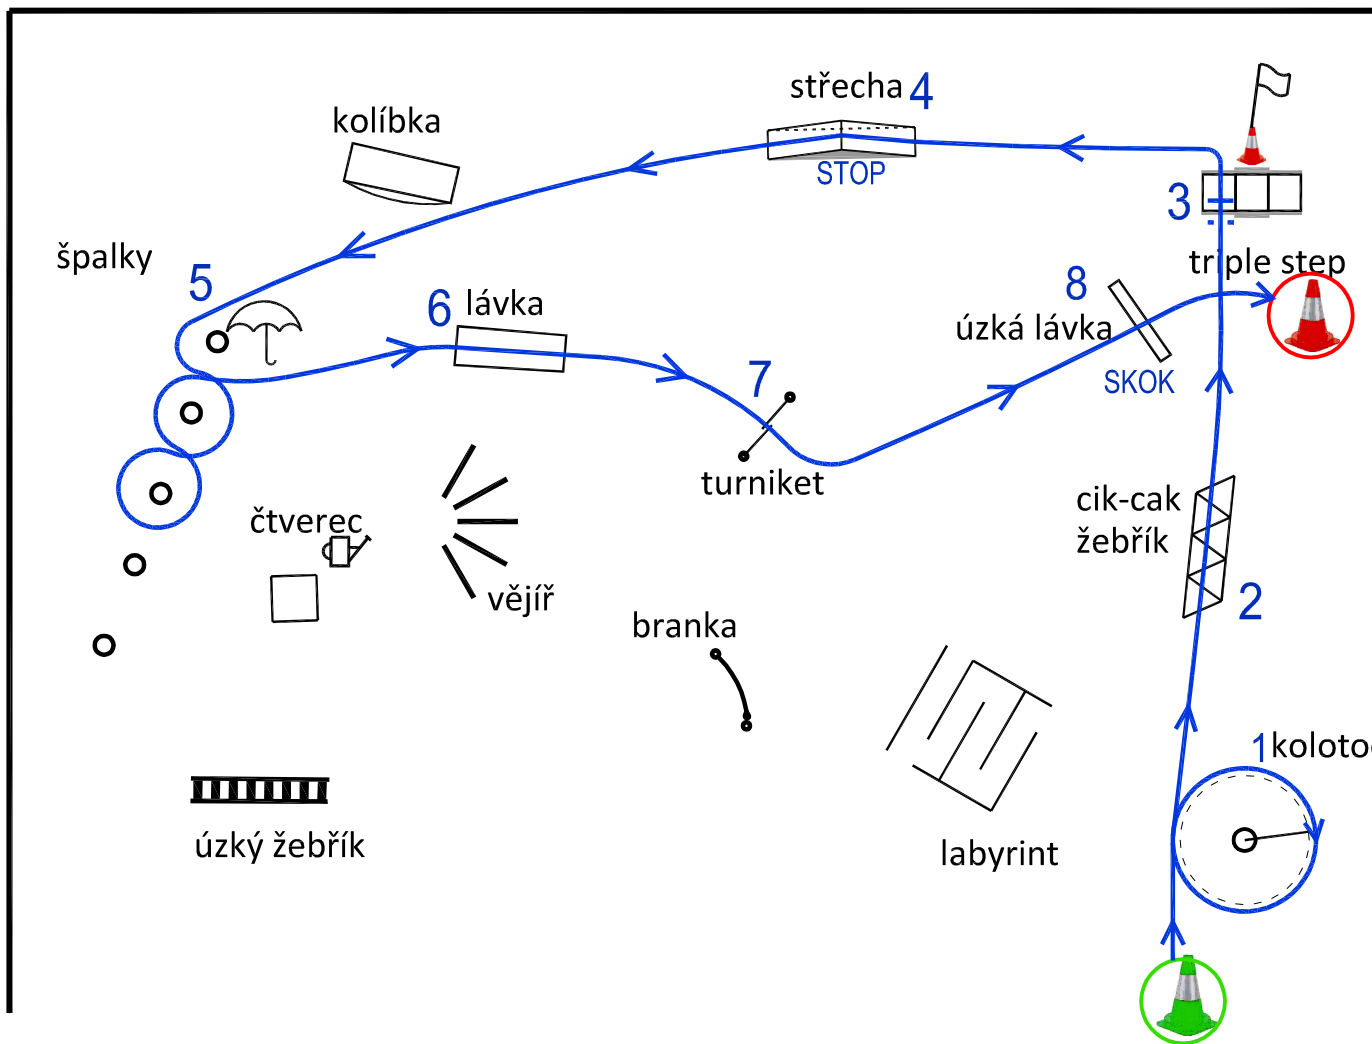 střecha 4
STOP
kolíbka
3
triple step
špalky
5
6 lávka
8
úzká lávka
SKOK
7
turniket
cik-cak
žebřík
2
čtverec
vějíř
branka
1 koloto
labyrint
úzký žebřík